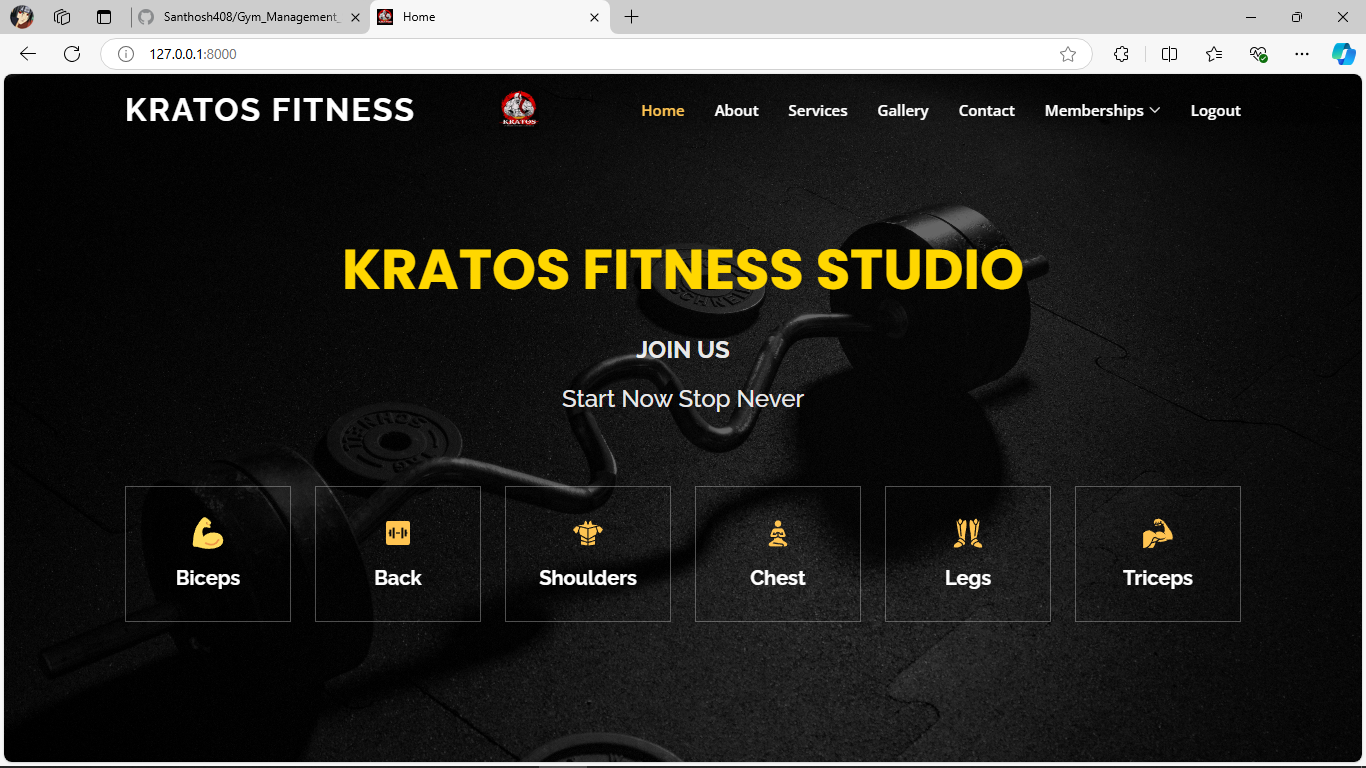 Santhosh408/Gym_Management_
Home
127.0.0.1:8000
KRATOS FITNESS
KRATOS
Home About Services Gallery Contact Memberships Logout
KRATOS FITNESS STUDIO
JOIN US
Start Now Stop Never
Biceps Back Shoulders Chest Legs Triceps